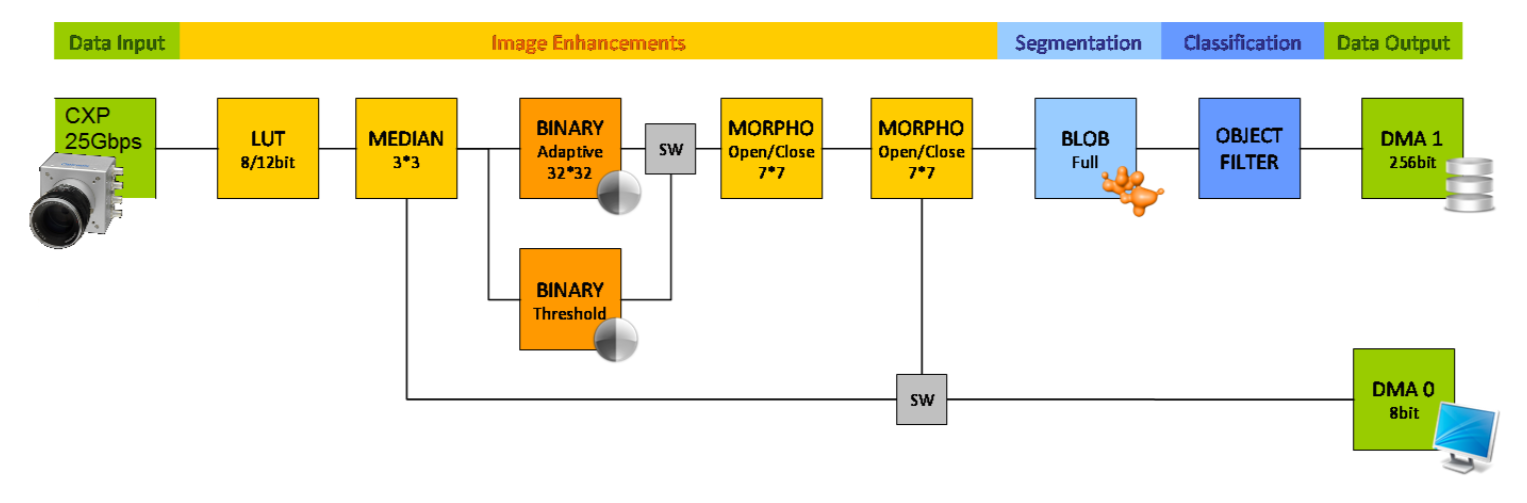 Data Input
Image Enhancements
Segmentation
Classification
Data Output
CXP
25Gbps
LUT
8/12bit
MEDIAN
3*3
BINARY
Adaptive
32*32
SW
MORPHO
Open/Close
7*7
MORPHO
Open/Close
7*7
BLOB
Full
OBJECT
FILTER
DMA 1
256bit
BINARY
Threshold
SW
DMA 0
8bit